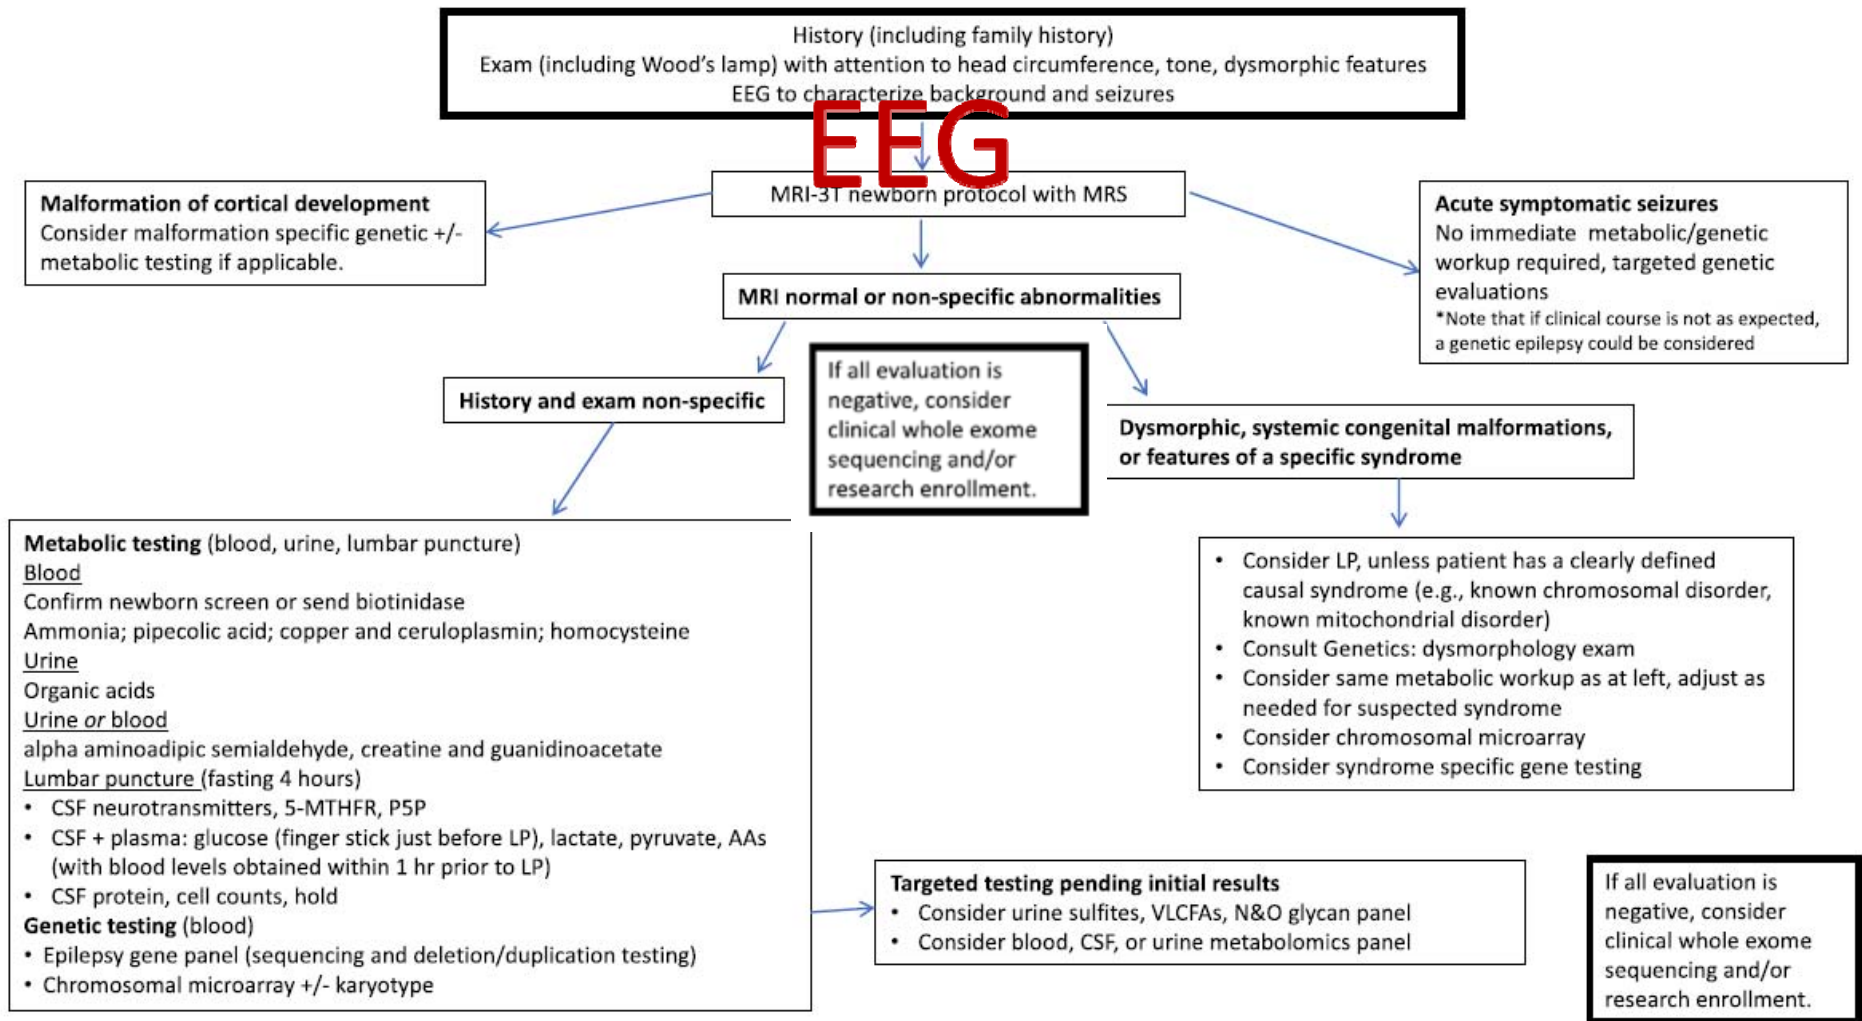 History (including family history)
Exam (including Wood's lamp) with attention to head circumference, tone, dysmorphic features
EEG to characterize background and seizures
EEG
MRI-3T newborn protocol with MRS
Malformation of cortical development
Consider malformation specific genetic +/-
metabolic testing if applicable.
Acute symptomatic seizures
No immediate metabolic/genetic
workup required, targeted genetic
evaluations
*Note that if clinical course is not as expected,
a genetic epilepsy could be considered
MRI normal or non-specific abnormalities
History and exam non-specific
If all evaluation is
negative, consider
clinical whole exome
sequencing and/or
research enrollment.
Dysmorphic, systemic congenital malformations,
or features of a specific syndrome
Metabolic testing (blood, urine, lumbar puncture)
Blood
Confirm newborn screen or send biotinidase
Ammonia; pipecolic acid; copper and ceruloplasmin; homocysteine
Urine
Organic acids
Urine or blood
alpha aminoadipic semialdehyde, creatine and guanidinoacetate
Lumbar puncture (fasting 4 hours)
• CSF neurotransmitters, 5-MTHFR, P5P
• CSF + plasma: glucose (finger stick just before LP), lactate, pyruvate, AAs
(with blood levels obtained within 1 hr prior to LP)
• CSF protein, cell counts, hold
Genetic testing (blood)
• Epilepsy gene panel (sequencing and deletion/duplication testing)
• Chromosomal microarray +/- karyotype
• Consider LP, unless patient has a clearly defined
causal syndrome (e.g., known chromosomal disorder,
known mitochondrial disorder)
• Consult Genetics: dysmorphology exam
• Consider same metabolic workup as at left, adjust as
needed for suspected syndrome
• Consider chromosomal microarray
• Consider syndrome specific gene testing
Targeted testing pending initial results
• Consider urine sulfites, VLCFAs, N&O glycan panel
• Consider blood, CSF, or urine metabolomics panel
If all evaluation is
negative, consider
clinical whole exome
sequencing and/or
research enrollment.